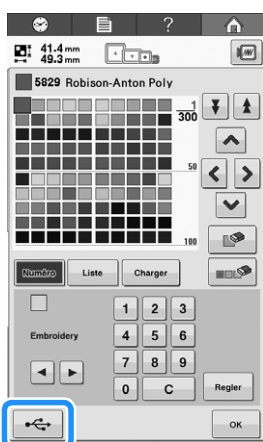 ?
41.4 mm
49.3 mm
5829 Robison-Anton Poly
1
300
50
100
Numéro Liste Charger
1 2 3
Embroidery 4 5 6
7 8 9
0 C Regler
OK